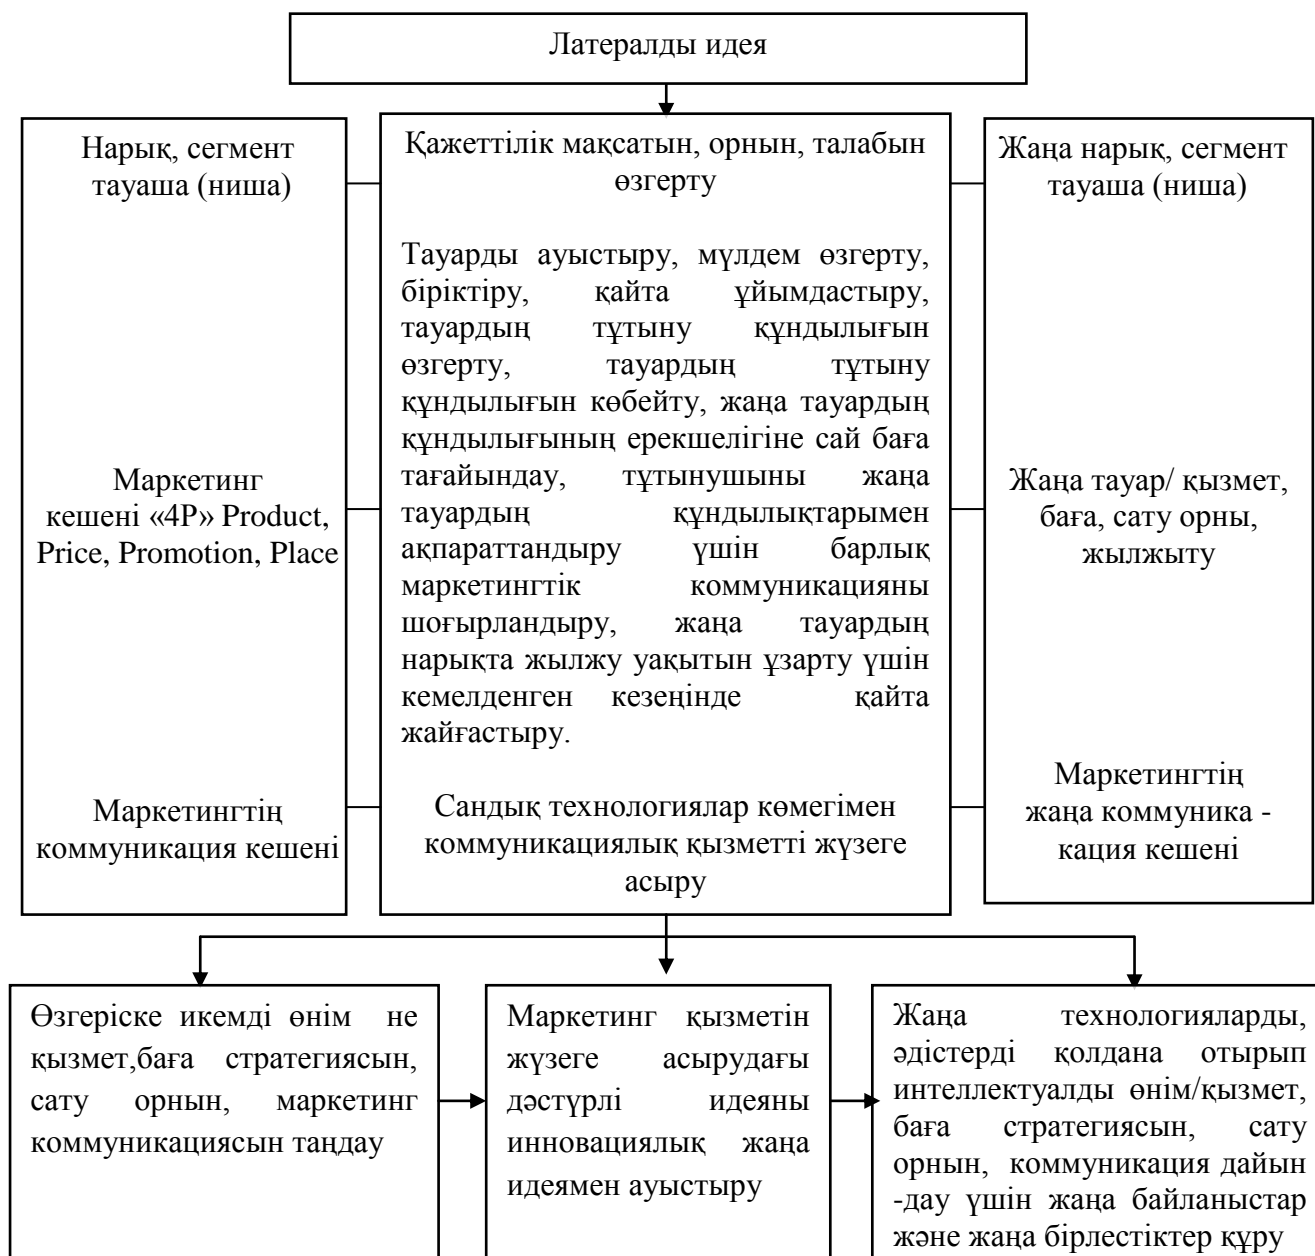 Латералды идея
Нарық, сегмент
тауаша (ниша)
Маркетинг
кешені «4Р» Product,
Price, Promotion, Place
Маркетингтің
коммуникация кешені
Қажеттілік мақсатын, орнын, талабын
өзгерту
Тауарды ауыстыру, мүлдем өзгерту,
біріктіру, қайта ұйымдастыру,
тауардың тұтыну құндылығын
өзгерту, тауардың тұтыну
құндылығын көбейту, жаңа тауардың
құндылығының ерекшелігіне сай баға
тағайындау, тұтынушыны жаңа
тауардың құндылықтарымен
ақпараттандыру үшін барлық
маркетингтік коммуникацияны
шоғырландыру, жаңа тауардың
нарықта жылжу уақытын ұзарту үшін
кемелденген кезеңінде қайта
жайғастыру.
Сандық технологиялар көмегімен
коммуникациялық қызметті жүзеге
асыру
Жаңа нарық, сегмент
тауаша (ниша)
Жаңа тауар/ қызмет,
баға, сату орны,
жылжыту
Маркетингтің
жаңа коммуника -
кация кешені
Өзгеріске икемді өнім не
қызмет,баға стратегиясын,
сату орнын, маркетинг
коммуникациясын таңдау
Маркетинг қызметін
жүзеге асырудағы
дәстүрлі идеяны
инновациялық жаңа
идеямен ауыстыру
Жаңа технологияларды,
әдістерді қолдана отырып
интеллектуалды өнім/қызмет,
баға стратегиясын, сату
орнын, коммуникация дайын
-дау үшін жаңа байланыстар
және жаңа бірлестіктер құру